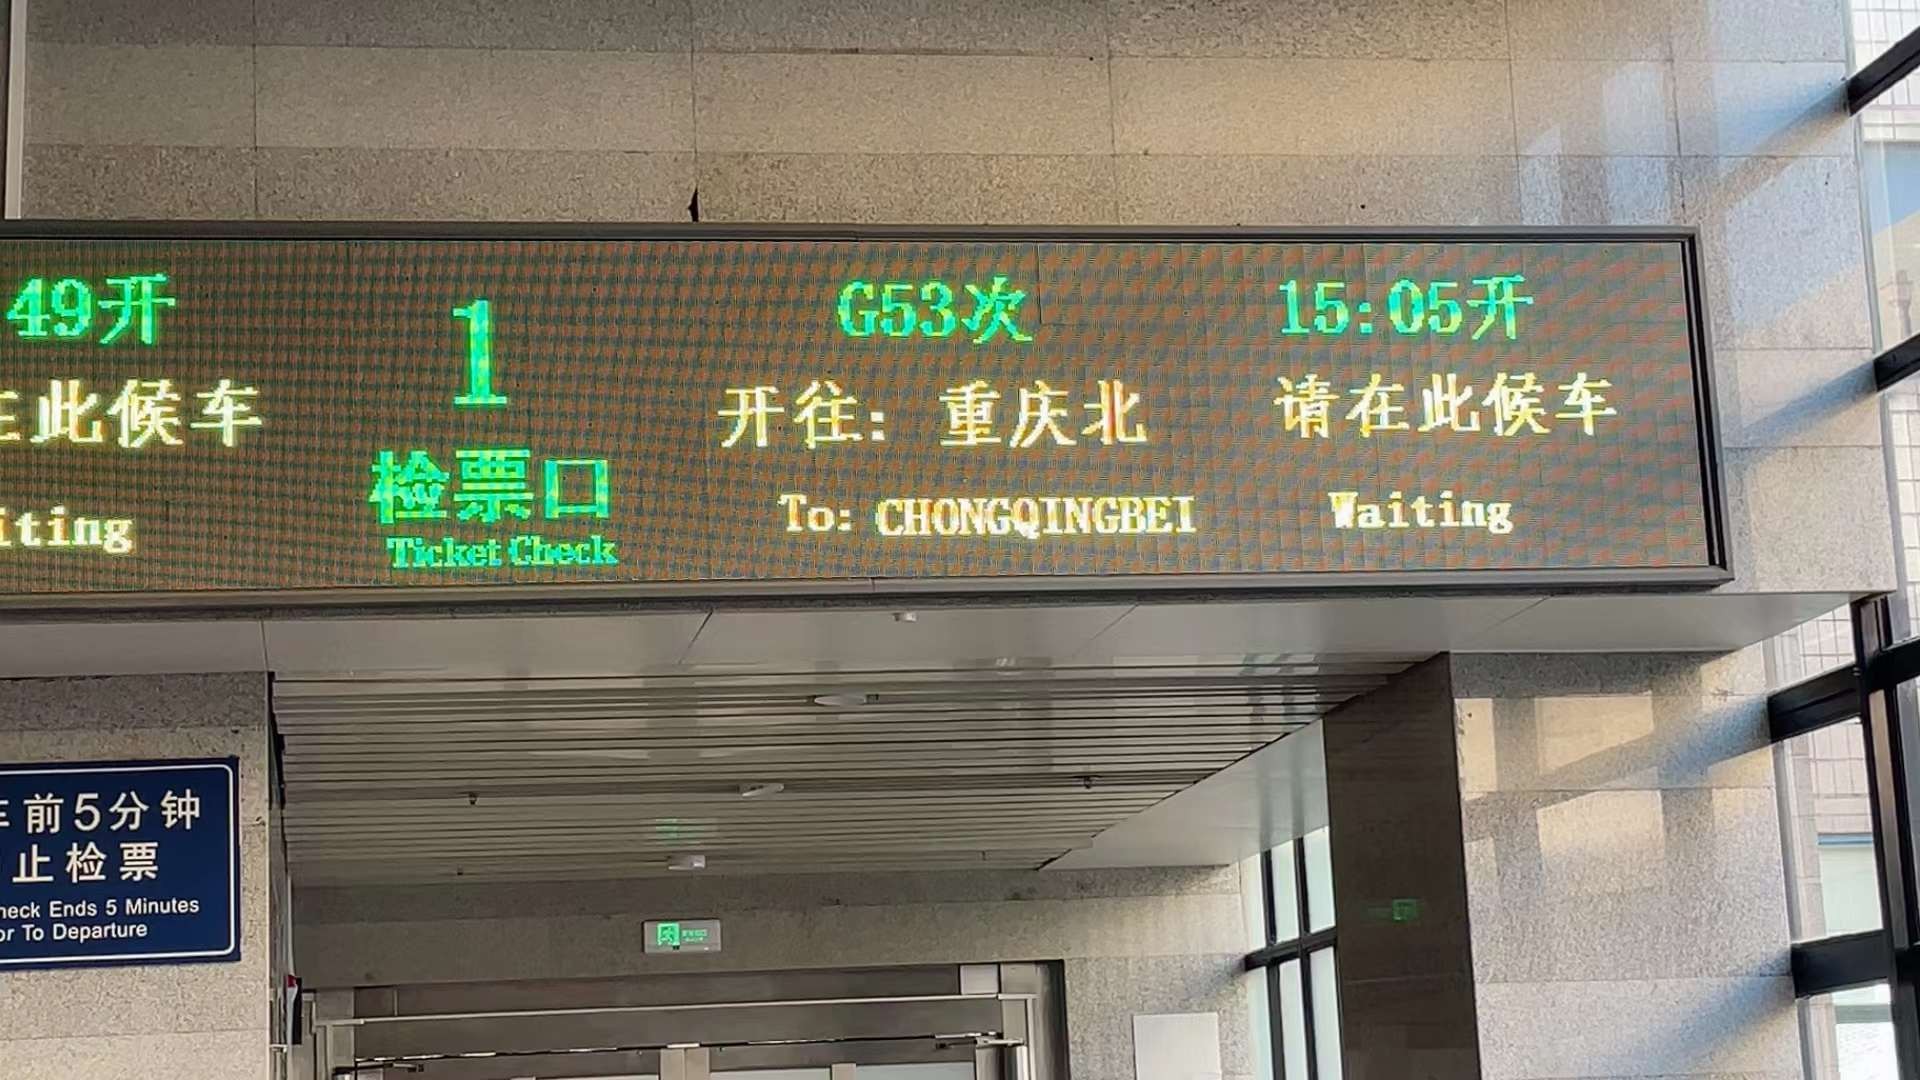 49开
在此候车
iting
1
检票口
Ticket Check
G53次 15:05开
开往：重庆北 请在此候车
To: CHONGQINGBEI Waiting
车前5分钟
止检票
heck Ends 5 Minutes
or To Departure